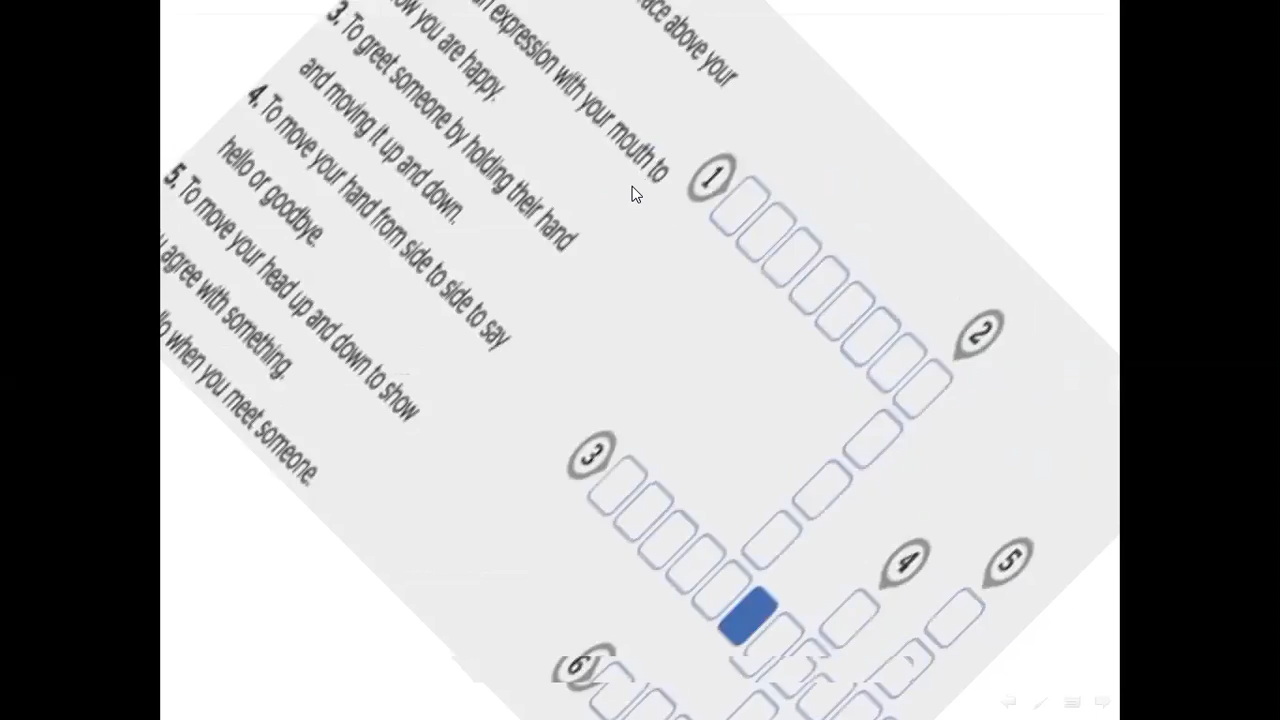 ace above your
expression with your mouth to
ow you are happy.
3. To greet someone by holding their hand
and moving it up and down.
4. To move your hand from side to side to say
hello or goodbye.
5. To move your head up and down to show
agree with something.
when you meet someone.
1
2
3
4
5
6